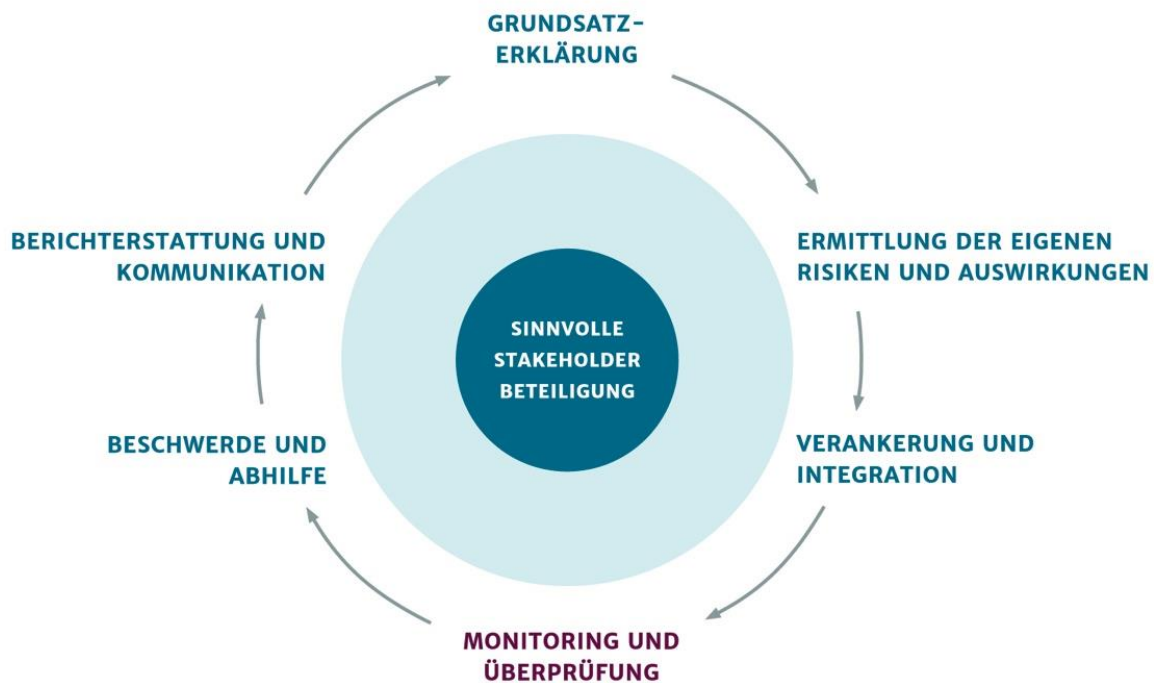 GRUNDSATZ-
ERKLÄRUNG
ERMITTLUNG DER EIGENEN
RISIKEN UND AUSWIRKUNGEN
VERANKERUNG UND
INTEGRATION
MONITORING UND
ÜBERPRÜFUNG
BESCHWERDE UND
ABHILFE
BERICHTERSTATTUNG UND
KOMMUNIKATION
SINNVOLLE
STAKEHOLDER
BETEILIGUNG